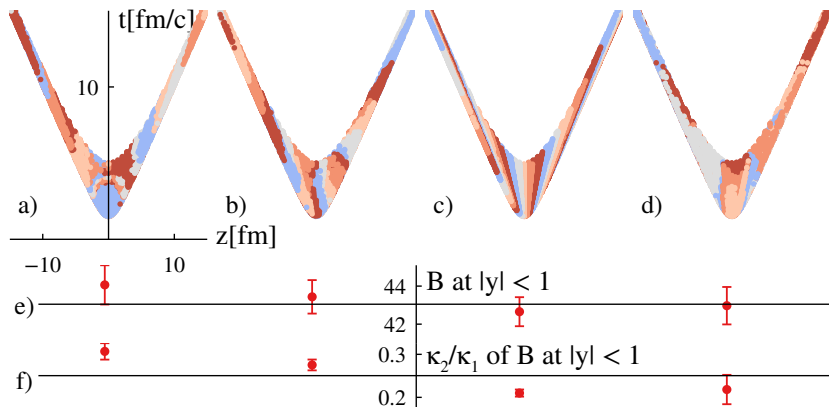 t[fm/c]
10
a)
b)
c)
d)
z[fm]
−10
10
e)
44
B at |y| < 1
42
f)
0.3
κ₂/κ₁ of B at |y| < 1
0.2